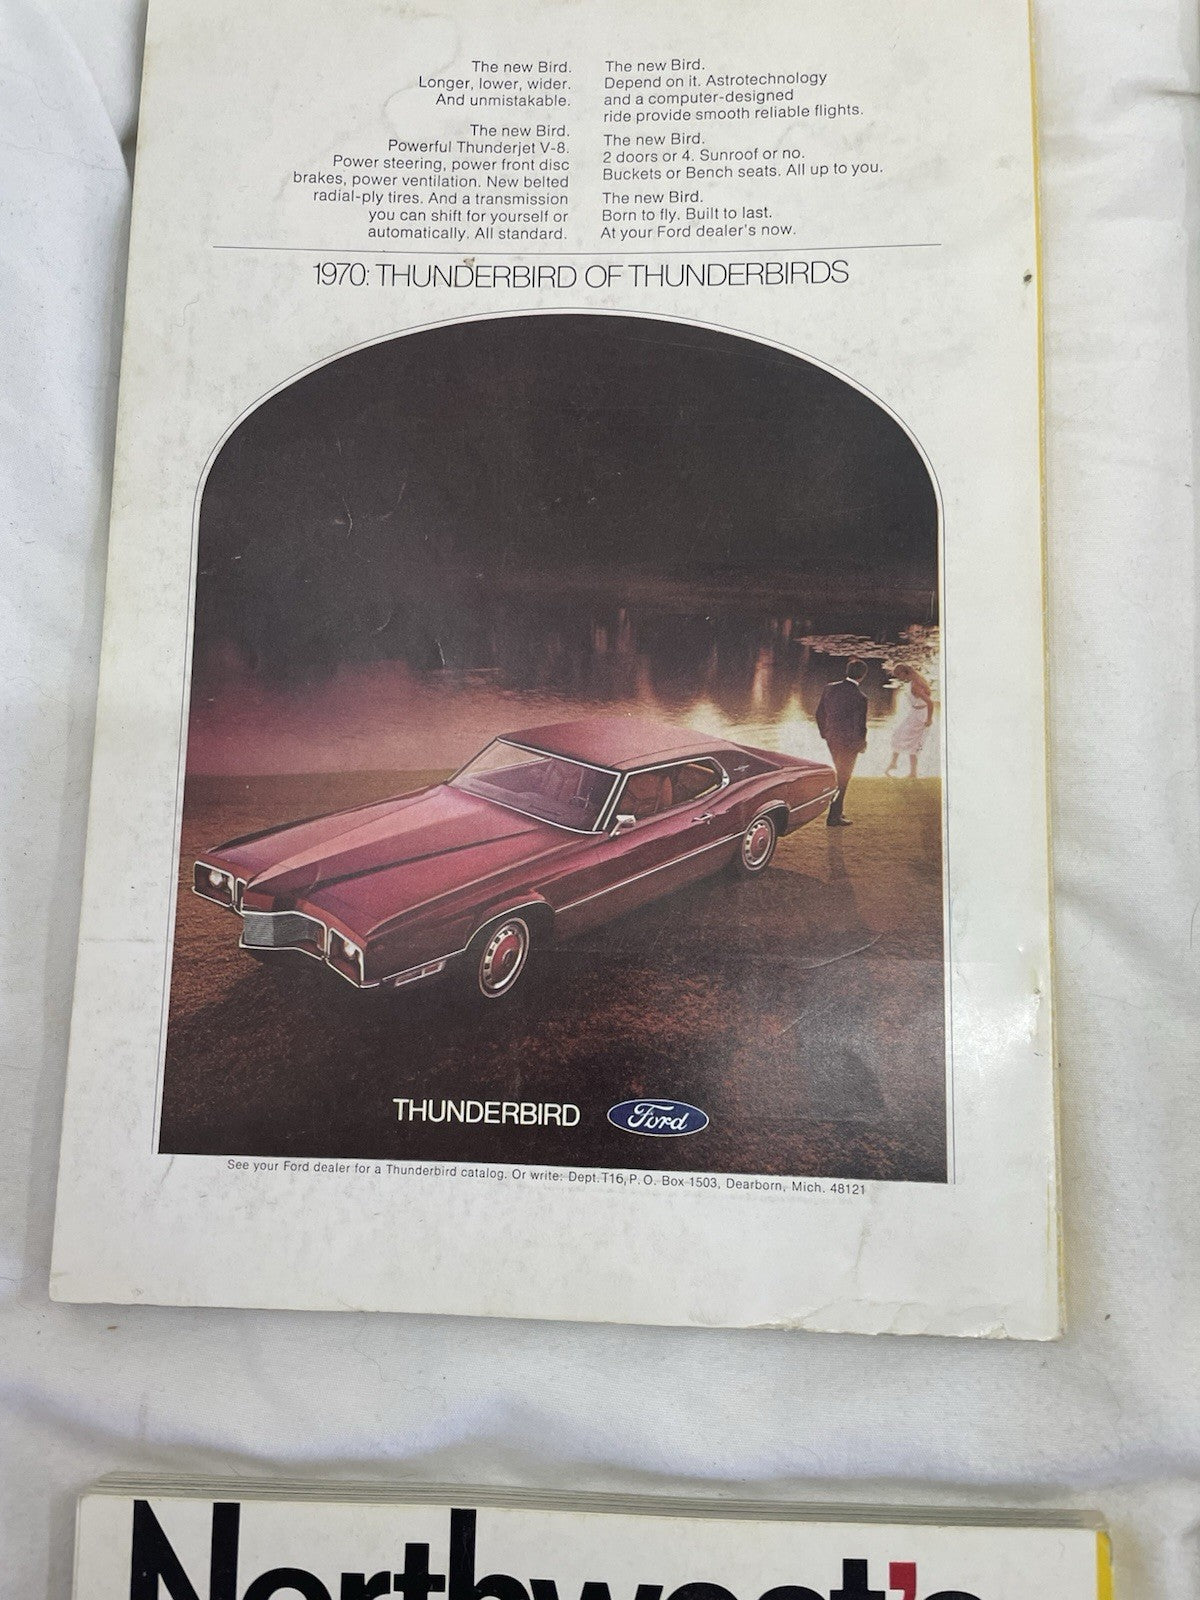 The new Bird.
Longer, lower, wider.
And unmistakable.
The new Bird.
Powerful Thunderjet V-8.
Power steering, power front disc
brakes, power ventilation. New belted
radial-ply tires. And a transmission
you can shift for yourself or
automatically. All standard.
The new Bird.
Depend on it. Astrotechnology
and a computer-designed
ride provide smooth reliable flights.
The new Bird.
2 doors or 4. Sunroof or no.
Buckets or Bench seats. All up to you.
The new Bird.
Born to fly. Built to last.
At your Ford dealer's now.
1970: THUNDERBIRD OF THUNDERBIRDS
THUNDERBIRD Ford
See your Ford dealer for a Thunderbird catalog. Or write: Dept. T16, P. O. Box 1503, Dearborn, Mich. 48121
Northwest's